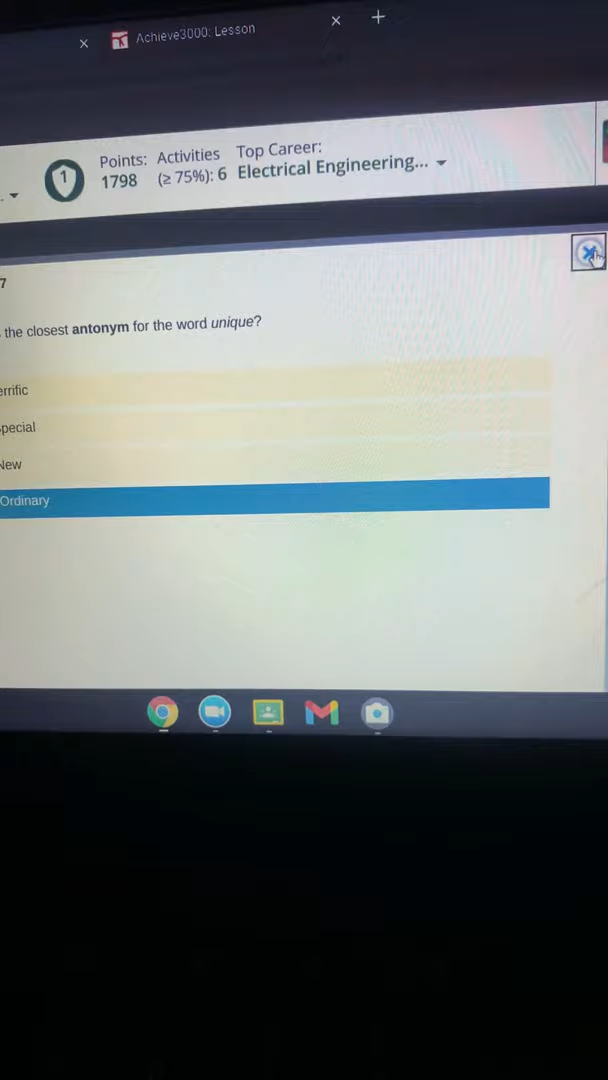 Achieve3000: Lesson
1
Points: Activities Top Career:
1798 (≥ 75%): 6 Electrical Engineering...
7
the closest antonym for the word unique?
errific
pecial
New
Ordinary